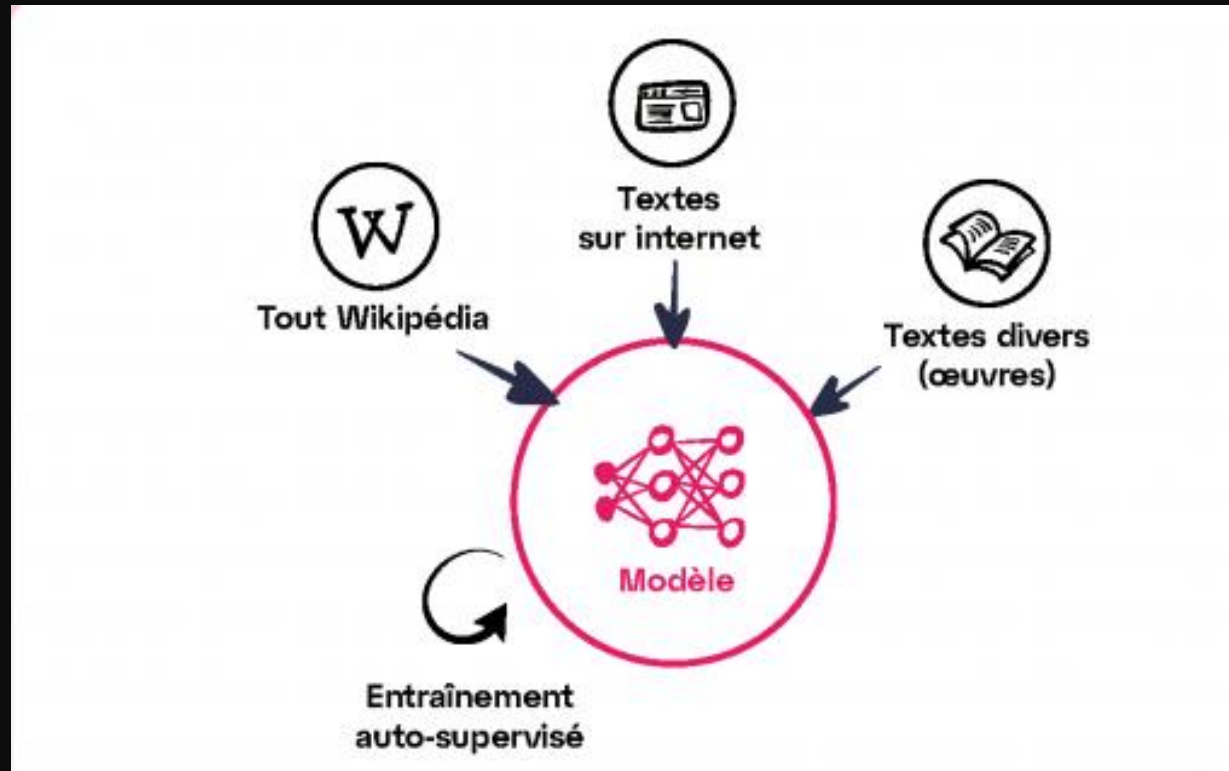 Textes
sur internet
W
Tout Wikipédia
Textes divers
(œuvres)
Modèle
Entraînement
auto-supervisé